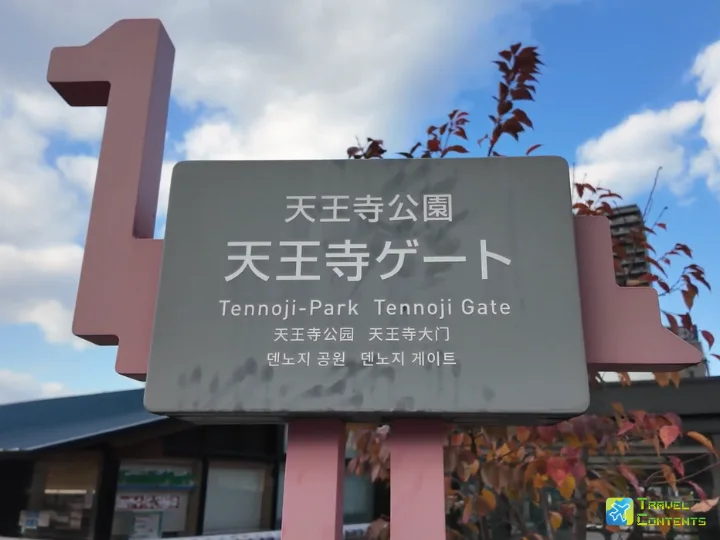 天王寺公園
天王寺ゲート
Tennoji-Park Tennoji Gate
天王寺公园 天王寺大门
덴노지 공원 덴노지 게이트
TRAVEL
CONTENTS